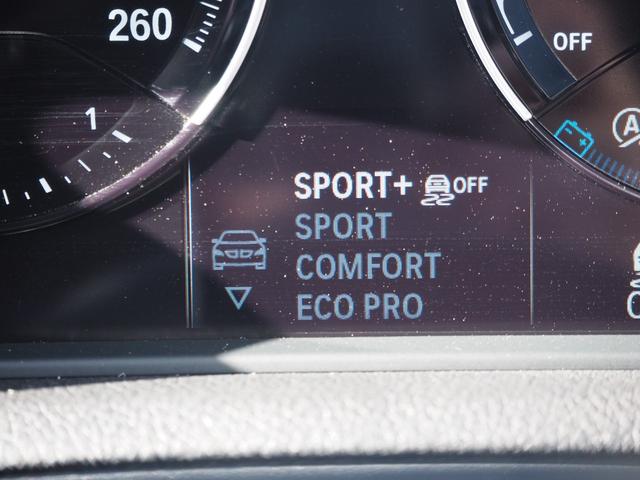 260
OFF
1
A
SPORT+ OFF
SPORT
COMFORT
ECO PRO